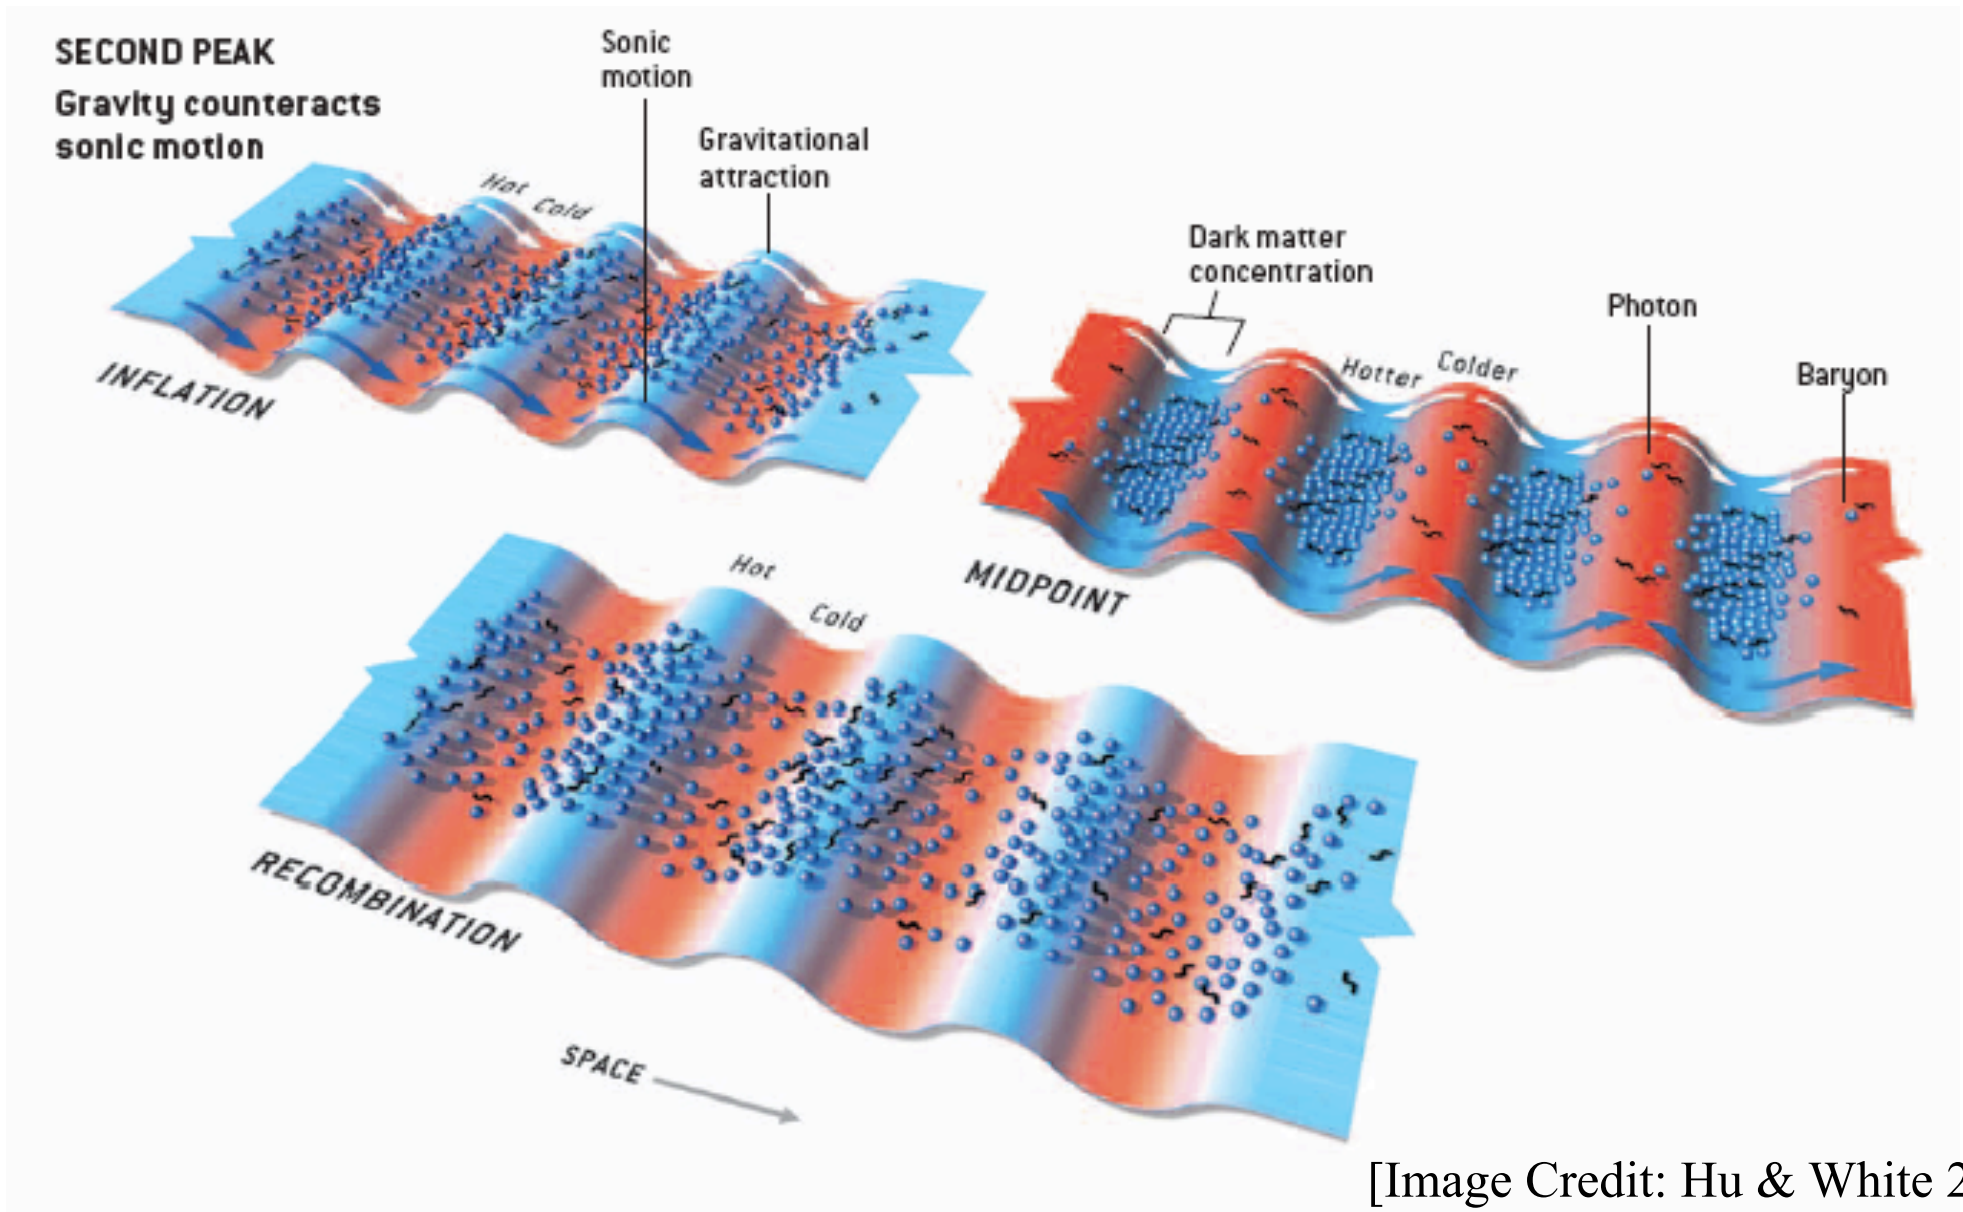 SECOND PEAK
Gravity counteracts
sonic motion
Sonic
motion
Gravitational
attraction
Hot
Cold
INFLATION
Dark matter
concentration
Photon
Baryon
Hotter
Colder
MIDPOINT
Hot
Cold
RECOMBINATION
SPACE
[Image Credit: Hu & White 2